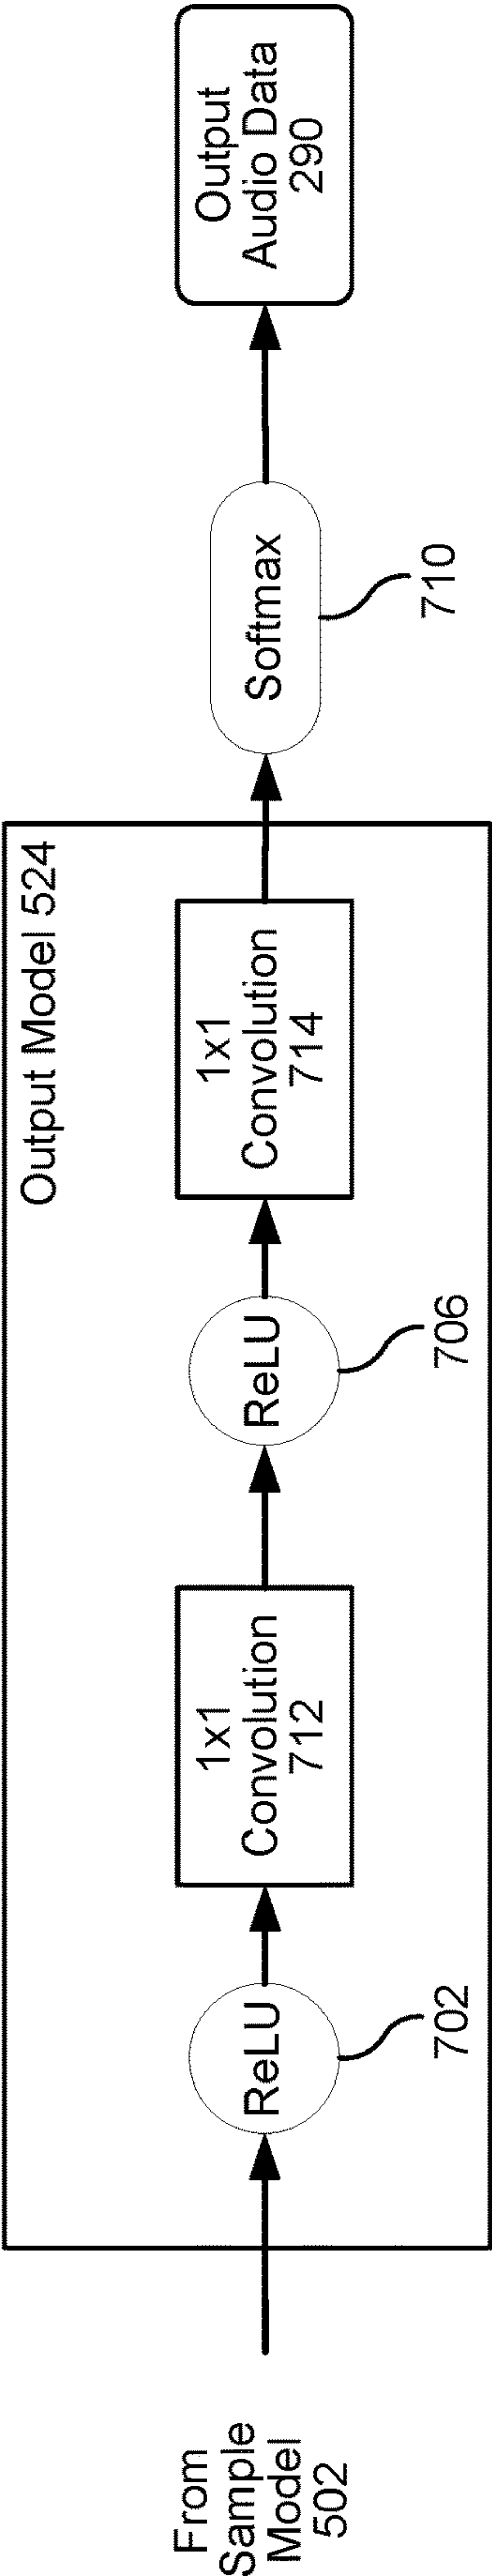 Output Model 524
From
Sample
Model
502
ReLU
702
1x1
Convolution
712
ReLU
706
1x1
Convolution
714
Softmax
710
Output
Audio Data
290